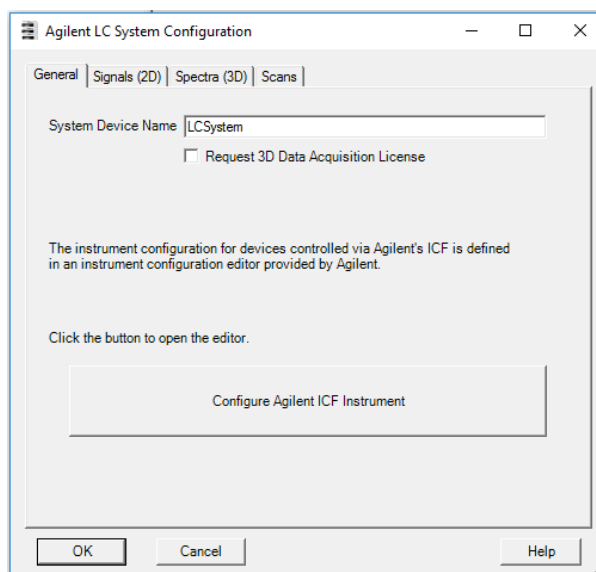 Agilent LC System Configuration
General Signals (2D) Spectra (3D) Scans
System Device Name LCSystem
Request 3D Data Acquisition License
The instrument configuration for devices controlled via Agilent's ICF is defined
in an instrument configuration editor provided by Agilent.
Click the button to open the editor.
Configure Agilent ICF Instrument
OK Cancel Help